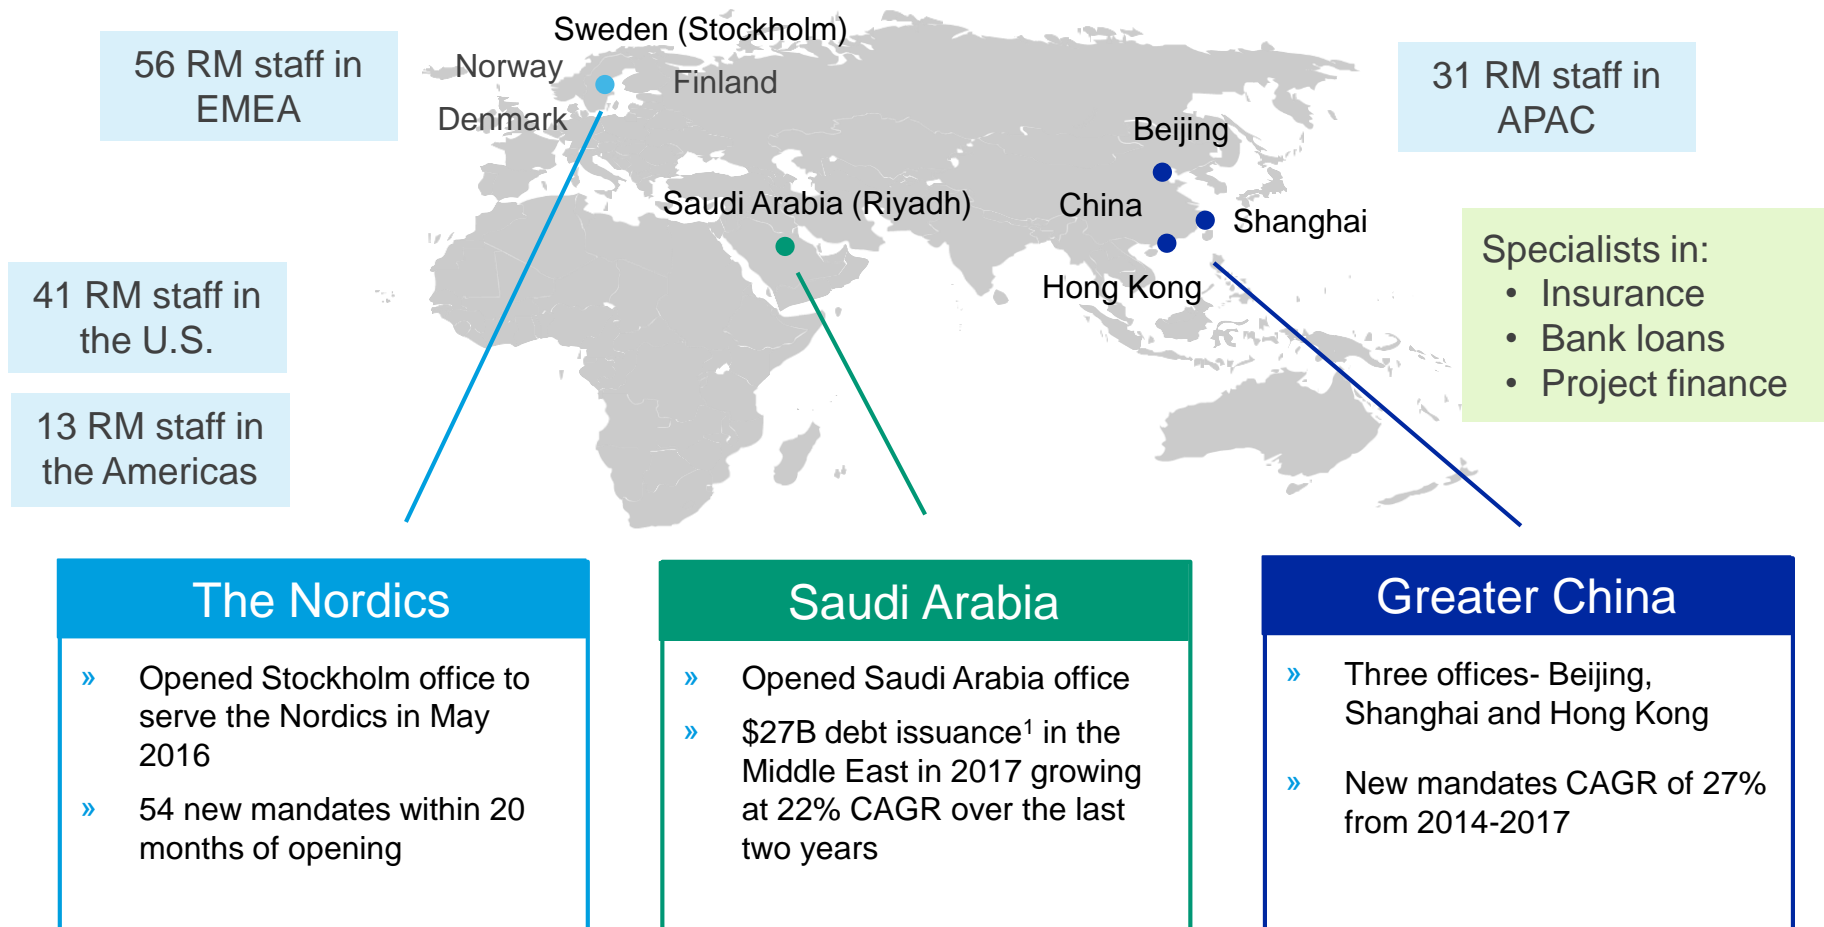 Sweden (Stockholm)
Norway
Finland
Denmark
56 RM staff in
EMEA
31 RM staff in
APAC
Beijing
Saudi Arabia (Riyadh)
China
Shanghai
Hong Kong
41 RM staff in
the U.S.
13 RM staff in
the Americas
Specialists in:
• Insurance
• Bank loans
• Project finance
The Nordics
» Opened Stockholm office to
serve the Nordics in May
2016
» 54 new mandates within 20
months of opening
Saudi Arabia
» Opened Saudi Arabia office
» $27B debt issuance¹ in the
Middle East in 2017 growing
at 22% CAGR over the last
two years
Greater China
» Three offices- Beijing,
Shanghai and Hong Kong
» New mandates CAGR of 27%
from 2014-2017